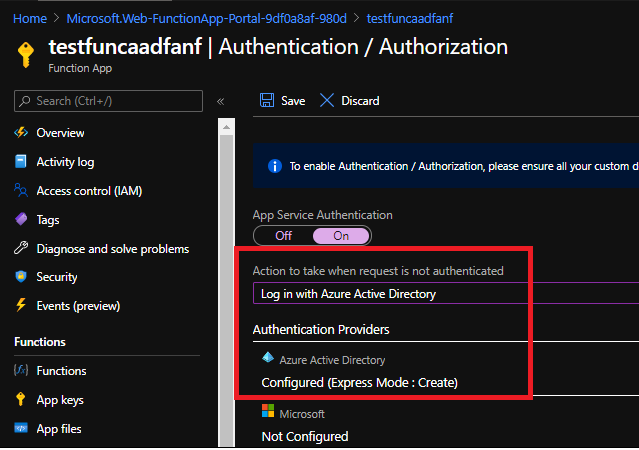 Home > Microsoft.Web-FunctionApp-Portal-9df0a8af-980d > testfuncaadfanf
testfuncaadfanf | Authentication / Authorization
Function App
Search (Ctrl+/)
«
Save
Discard
Overview
Activity log
Access control (IAM)
Tags
Diagnose and solve problems
Security
Events (preview)
Functions
Functions
App keys
App files
To enable Authentication / Authorization, please ensure all your custom d
App Service Authentication
Off On
Action to take when request is not authenticated
Log in with Azure Active Directory
Authentication Providers
Azure Active Directory
Configured (Express Mode : Create)
Microsoft
Not Configured